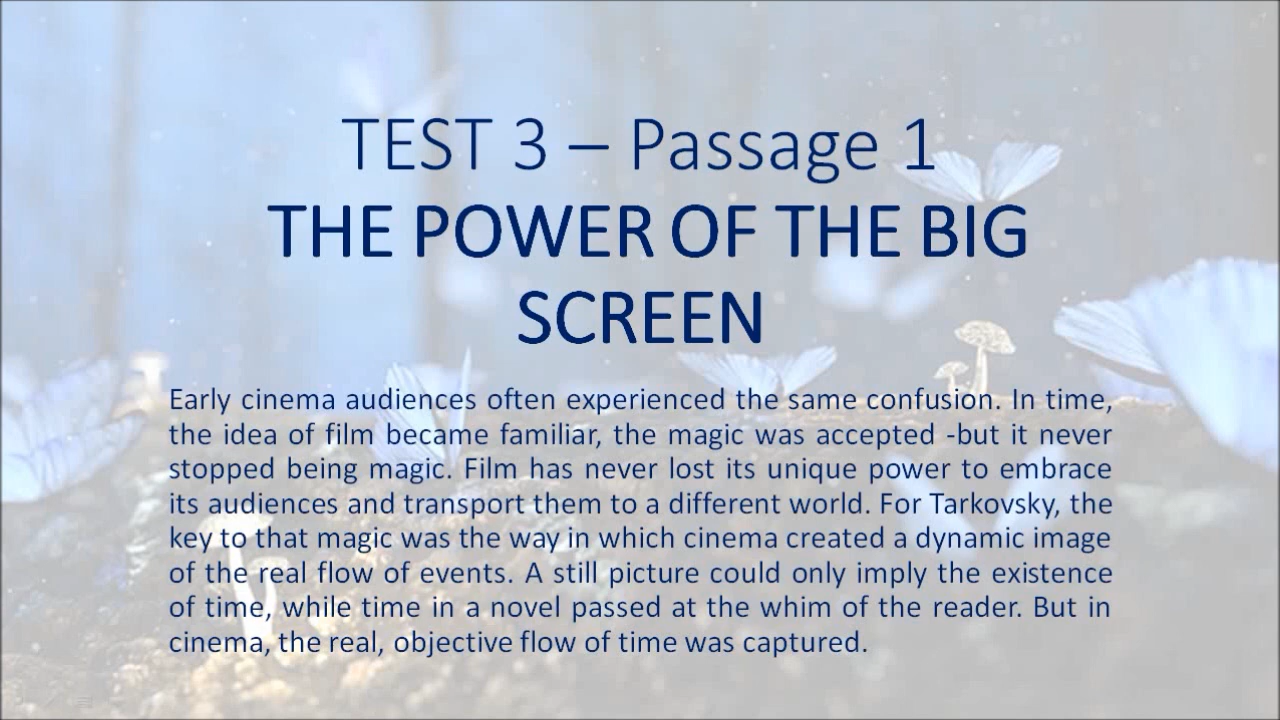 TEST 3 – Passage 1
THE POWER OF THE BIG
SCREEN
Early cinema audiences often experienced the same confusion. In time,
the idea of film became familiar, the magic was accepted -but it never
stopped being magic. Film has never lost its unique power to embrace
its audiences and transport them to a different world. For Tarkovsky, the
key to that magic was the way in which cinema created a dynamic image
of the real flow of events. A still picture could only imply the existence
of time, while time in a novel passed at the whim of the reader. But in
cinema, the real, objective flow of time was captured.